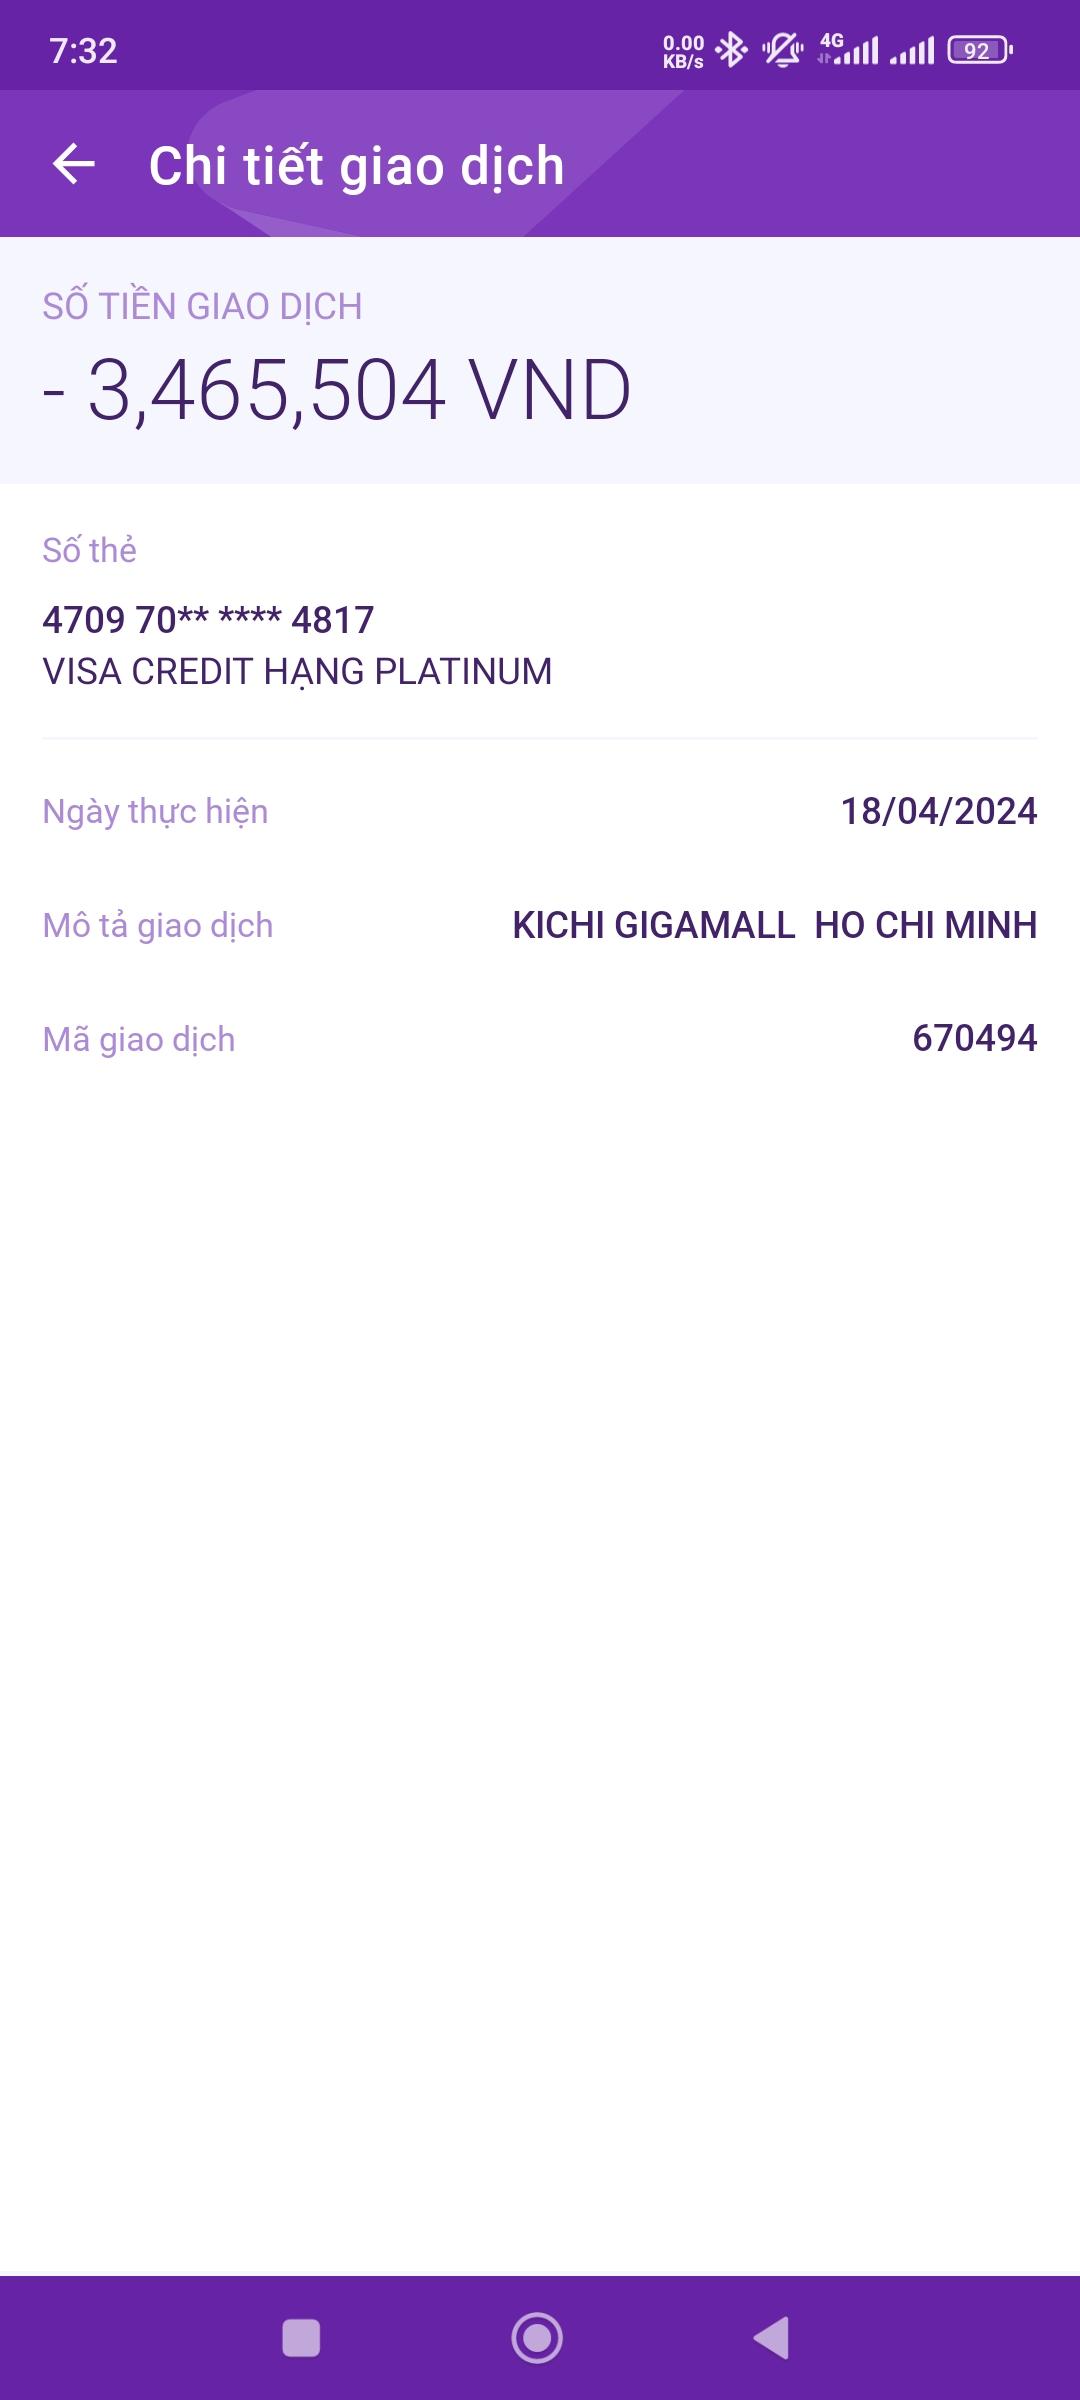 7:32
0.00
KB/s
4G
92
Chi tiết giao dịch
SỐ TIỀN GIAO DỊCH
- 3,465,504 VND
Số thẻ
4709 70** **** 4817
VISA CREDIT HẠNG PLATINUM
Ngày thực hiện 18/04/2024
Mô tả giao dịch KICHI GIGAMALL  HO CHI MINH
Mã giao dịch 670494